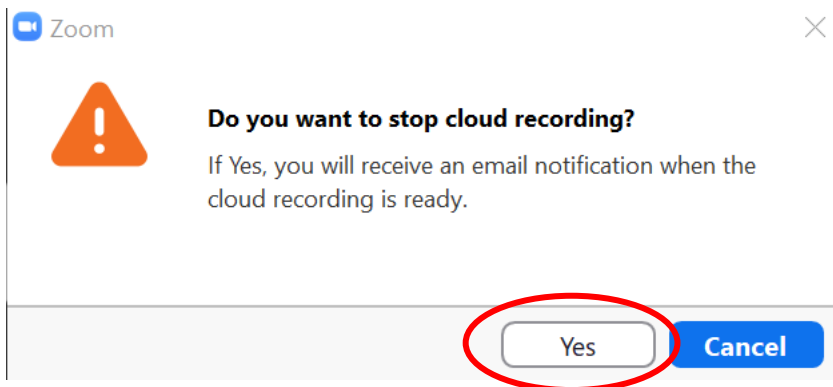 Zoom
Do you want to stop cloud recording?
If Yes, you will receive an email notification when the
cloud recording is ready.
Yes
Cancel